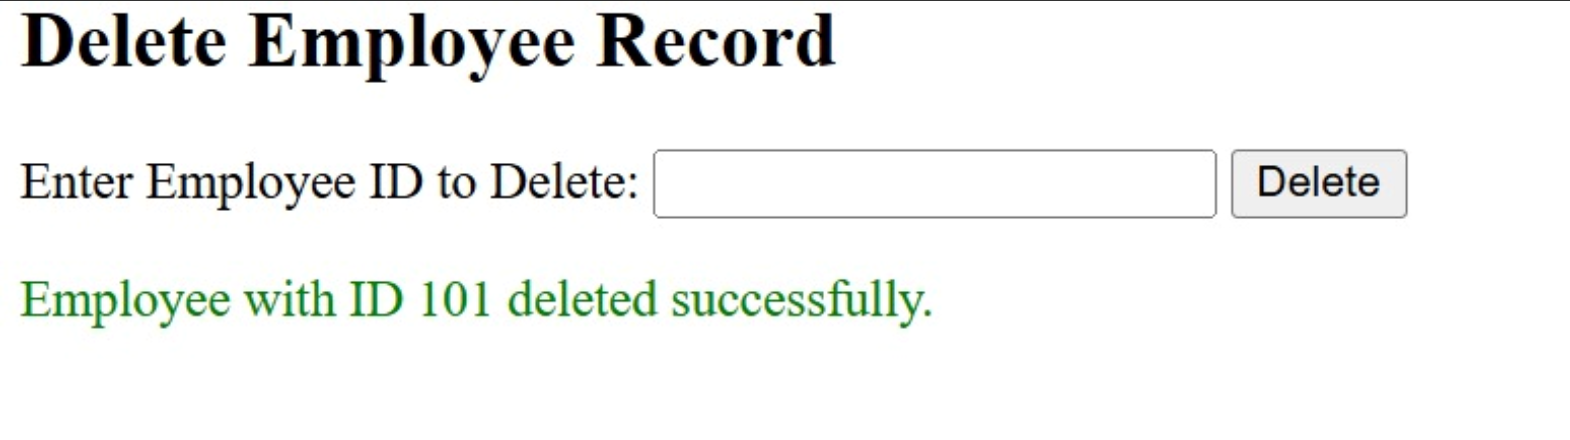 Delete Employee Record
Enter Employee ID to Delete: Delete
Employee with ID 101 deleted successfully.